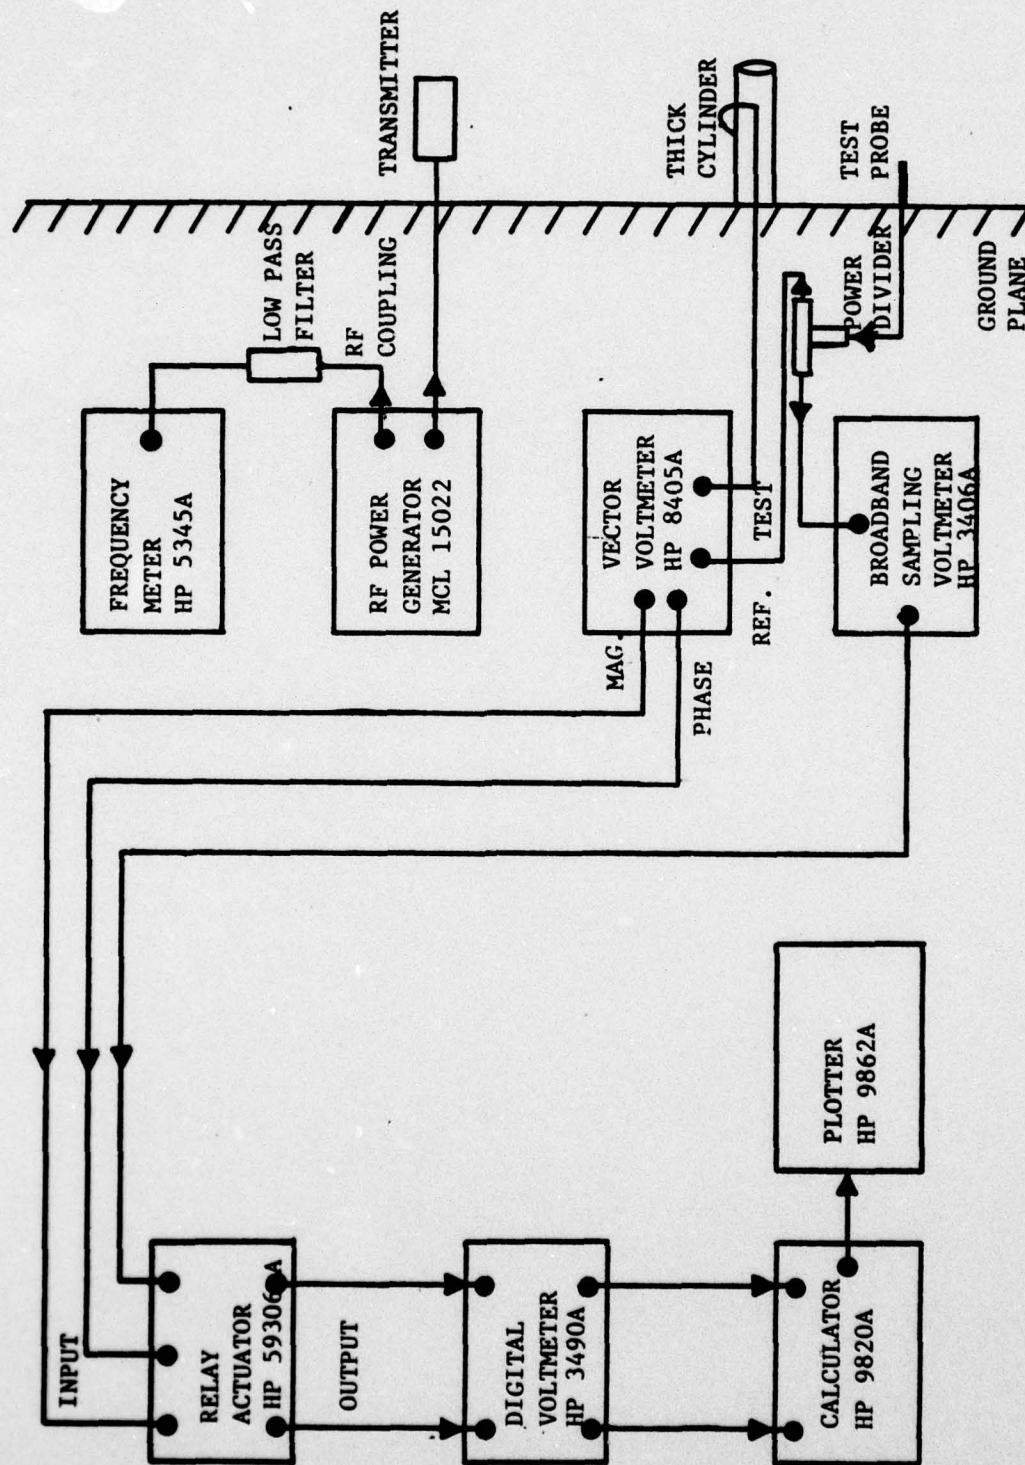 INPUT
RELAY
ACTUATOR
HP 59306A
OUTPUT
DIGITAL
VOLTMETER
HP 3490A
CALCULATOR
HP 9820A
PLOTTER
HP 9862A
MAG.
PHASE
FREQUENCY
METER
HP 5345A
LOW PASS
FILTER
RF
COUPLING
RF POWER
GENERATOR
MCL 15022
TRANSMITTER
VECTOR
VOLTMETER
HP 8405A
REF.
TEST
THICK
CYLINDER
BROADBAND
SAMPLING
VOLTMETER
HP 3406A
POWER
DIVIDER
TEST
PROBE
GROUND
PLANE